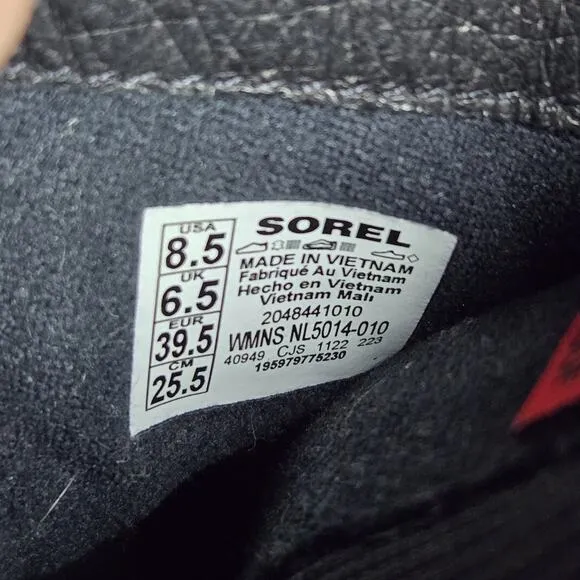 USA
8.5
UK
6.5
EUR
39.5
CM
25.5
SOREL
MADE IN VIETNAM
Fabriqué Au Vietnam
Hecho en Vietnam
Vietnam Malı
2048441010
WMNS NL5014-010
40949 CJS 1122 223
195979775230